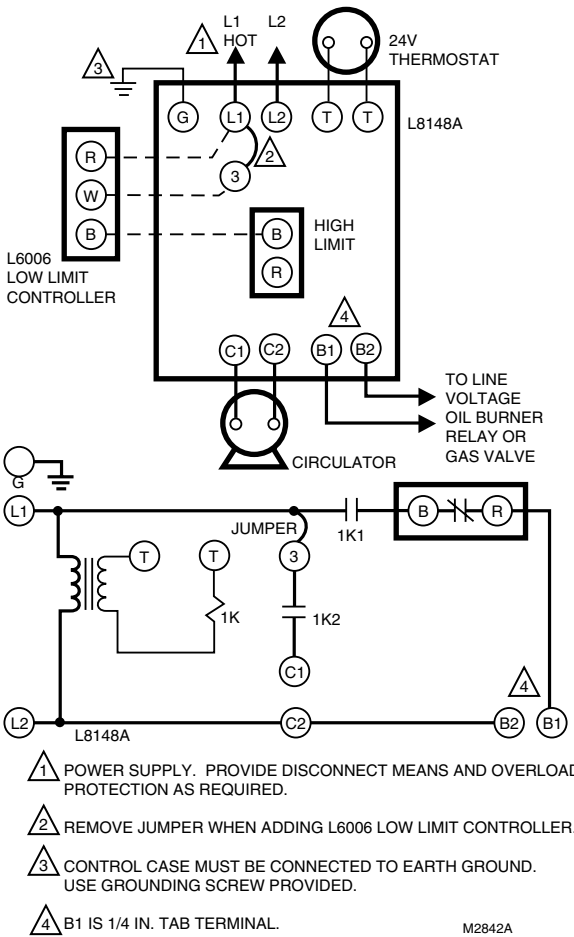 L1
HOT
L2
1
3
24V
THERMOSTAT
G
L1
L2
T
T
L8148A
2
3
R
W
B
L6006
LOW LIMIT
CONTROLLER
B
R
HIGH
LIMIT
4
C1
C2
B1
B2
TO LINE
VOLTAGE
OIL BURNER
RELAY OR
GAS VALVE
CIRCULATOR
G
L1
JUMPER
1K1
B
R
T
T
3
1K
1K2
C1
4
L2
L8148A
C2
B2
B1
1 POWER SUPPLY. PROVIDE DISCONNECT MEANS AND OVERLOAD
PROTECTION AS REQUIRED.
2 REMOVE JUMPER WHEN ADDING L6006 LOW LIMIT CONTROLLER.
3 CONTROL CASE MUST BE CONNECTED TO EARTH GROUND.
USE GROUNDING SCREW PROVIDED.
4 B1 IS 1/4 IN. TAB TERMINAL.
M2842A